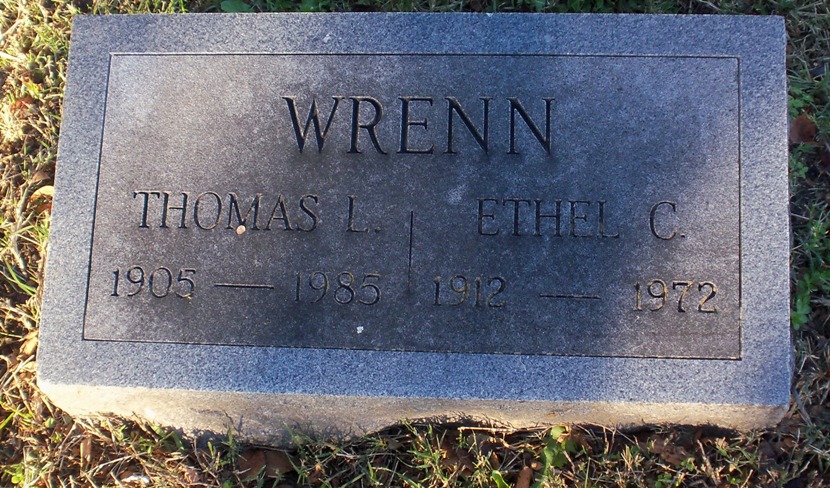 WRENN
THOMAS L.
1905 — 1985
ETHEL C.
1912 — 1972